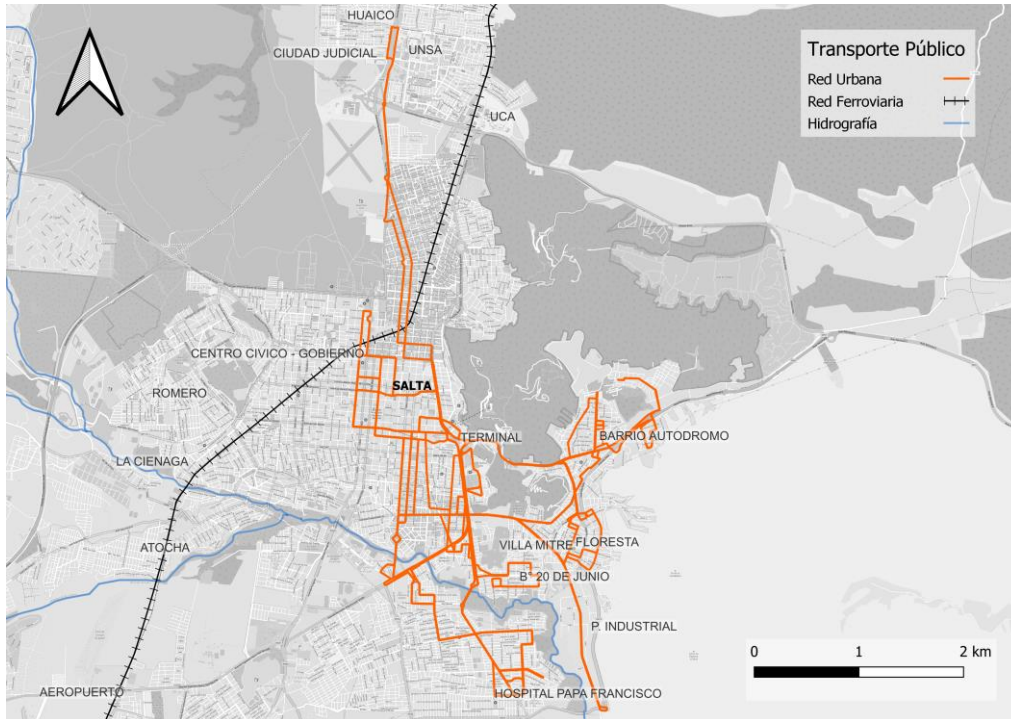 HUAICO
CIUDAD JUDICIAL
UNSA
Transporte Público
Red Urbana
Red Ferroviaria
Hidrografía
UCA
CENTRO CIVICO - GOBIERNO
SALTA
ROMERO
TERMINAL
BARRIO AUTODROMO
LA CIENAGA
ATOCHA
VILLA MITRE
FLORESTA
B° 20 DE JUNIO
P. INDUSTRIAL
0 1 2 km
AEROPUERTO
HOSPITAL PAPA FRANCISCO